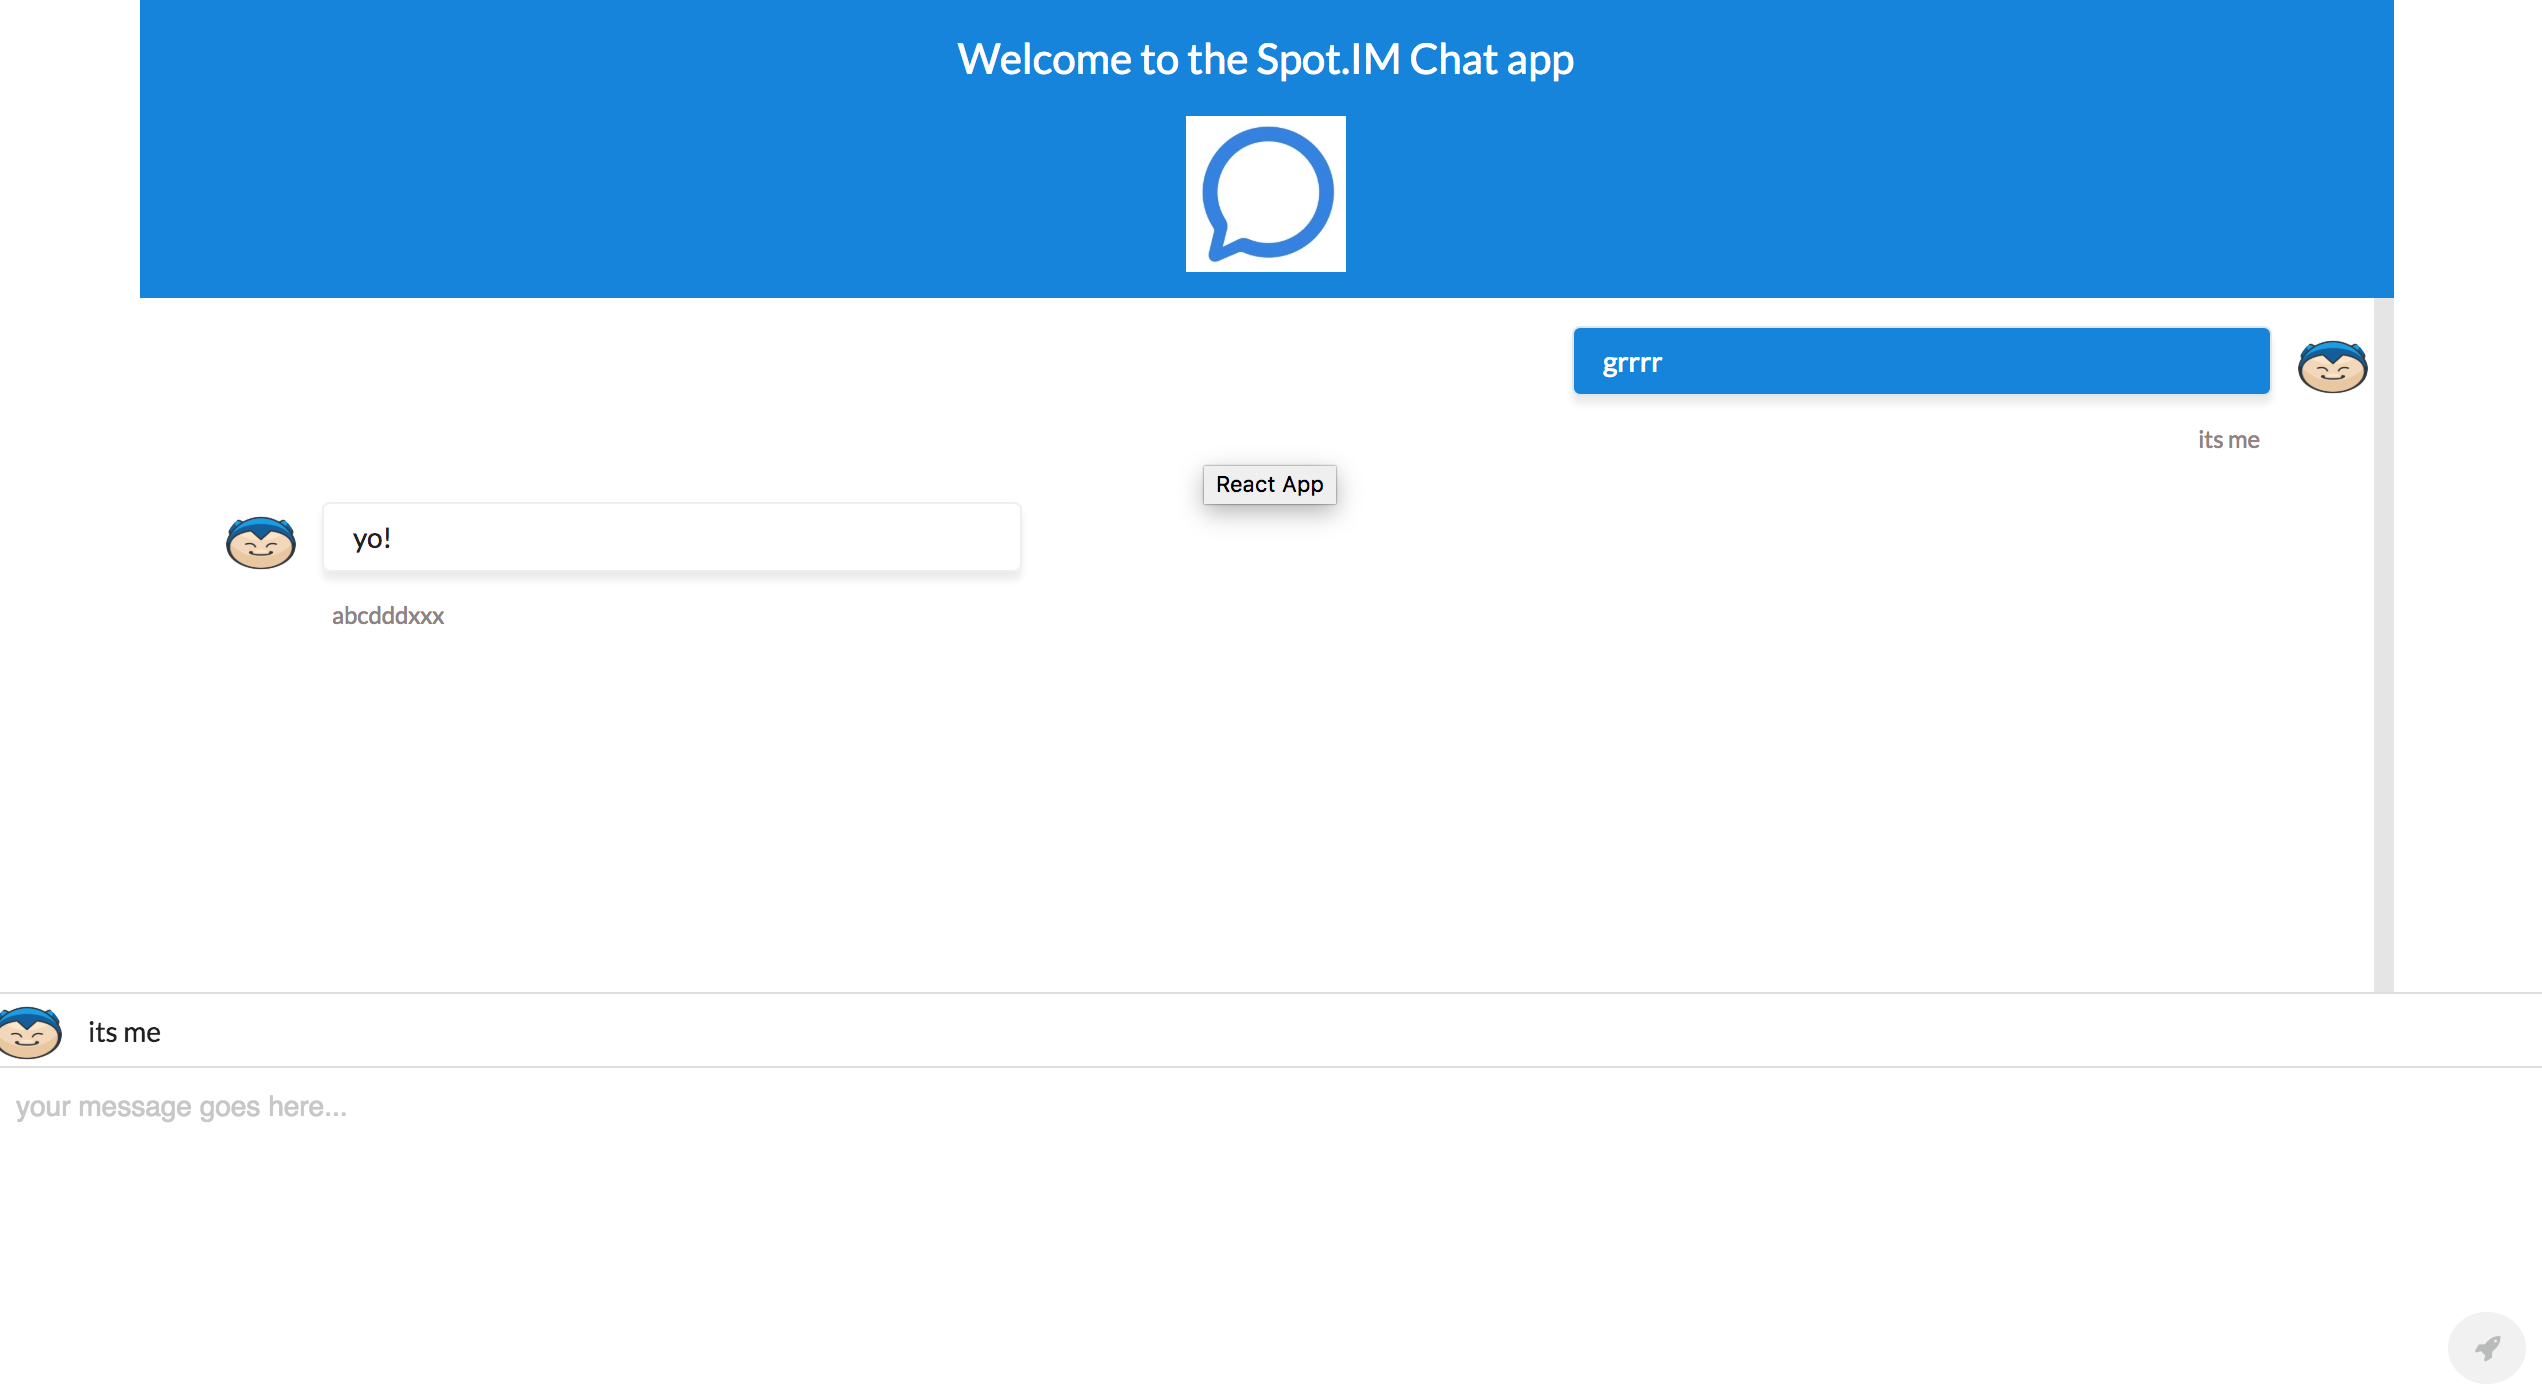 Welcome to the Spot.IM Chat app
grrrr
its me
React App
yo!
abcdddxxx
its me
your message goes here...